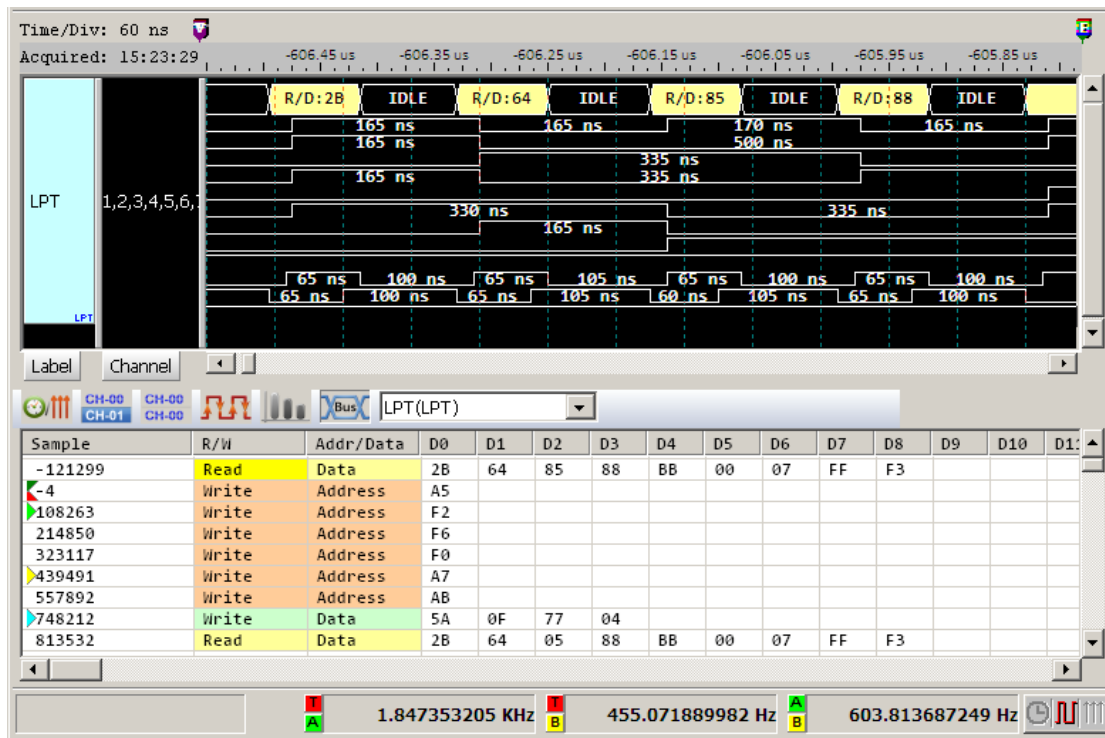 Time/Div: 60 ns
Acquired: 15:23:29 -606.45 us -606.35 us -606.25 us -606.15 us -606.05 us -605.95 us -605.85 us
R/D:2B IDLE R/D:64 IDLE R/D:85 IDLE R/D:88 IDLE
165 ns 165 ns 170 ns 165 ns
165 ns 500 ns
335 ns
165 ns 335 ns
LPT 1,2,3,4,5,6,
330 ns 335 ns
165 ns
65 ns 100 ns 65 ns 105 ns 65 ns 100 ns 65 ns 100 ns
65 ns 100 ns 65 ns 105 ns 60 ns 105 ns 65 ns 100 ns
LPT
Label Channel
CH-00 CH-00
CH-01 CH-00 Bus LPT(LPT)
Sample R/W Addr/Data D0 D1 D2 D3 D4 D5 D6 D7 D8 D9 D10
-121299 Read Data 2B 64 85 88 BB 00 07 FF F3
-4 Write Address A5
108263 Write Address F2
214850 Write Address F6
323117 Write Address F0
439491 Write Address A7
557892 Write Address AB
748212 Write Data 5A 0F 77 04
813532 Read Data 2B 64 05 88 BB 00 07 FF F3
T A 1.847353205 KHz T B 455.071889982 Hz A B 603.813687249 Hz